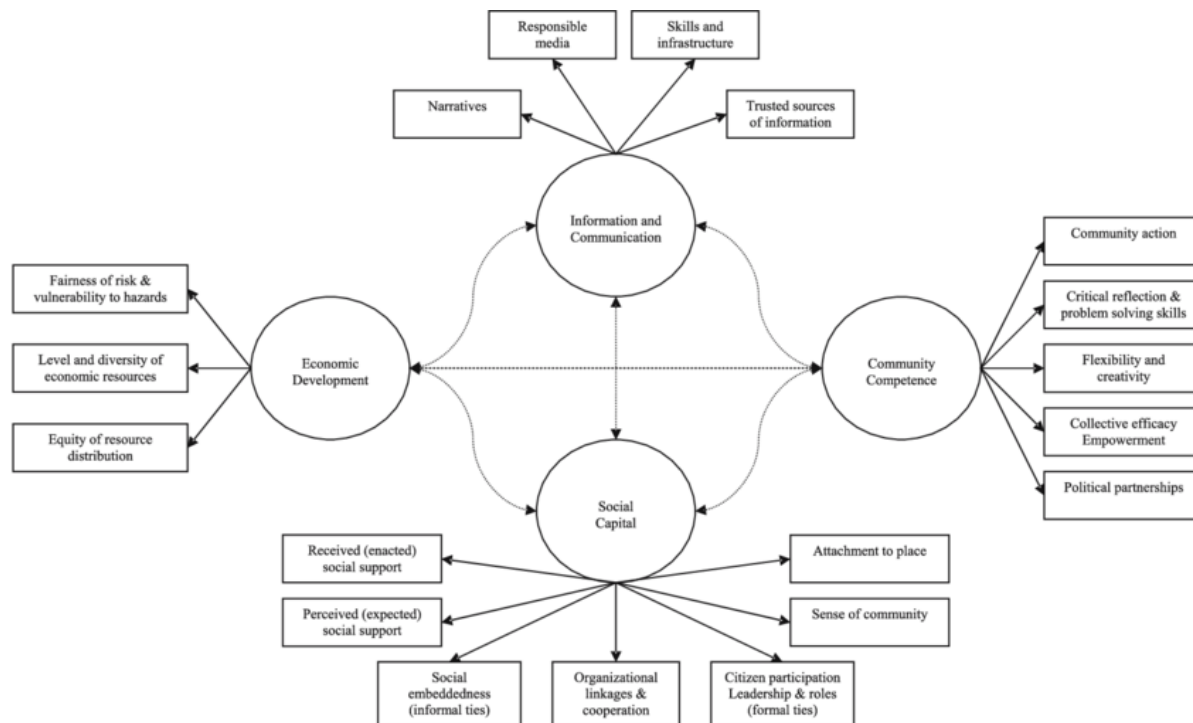 Responsible
media
Skills and
infrastructure
Narratives
Trusted sources
of information
Information and
Communication
Community action
Fairness of risk &
vulnerability to hazards
Critical reflection &
problem solving skills
Level and diversity of
economic resources
Economic
Development
Community
Competence
Flexibility and
creativity
Equity of resource
distribution
Collective efficacy
Empowerment
Political partnerships
Social
Capital
Received (enacted)
social support
Attachment to place
Perceived (expected)
social support
Sense of community
Social
embeddedness
(informal ties)
Organizational
linkages &
cooperation
Citizen participation
Leadership & roles
(formal ties)